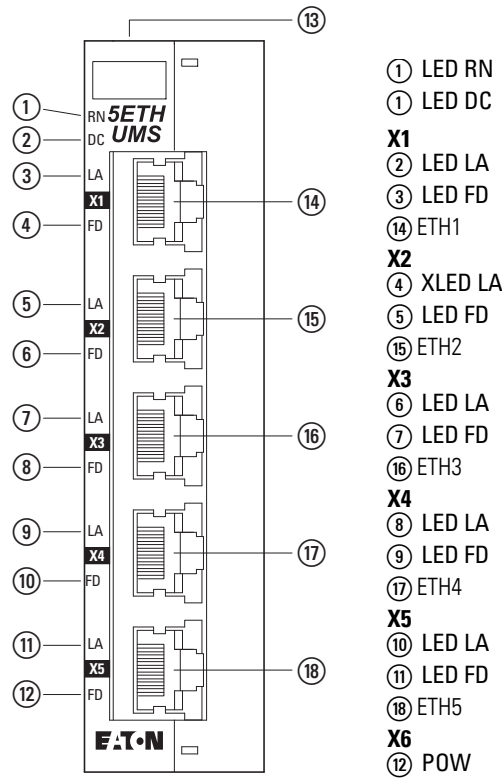 13
1 RN 5ETH
2 DC UMS
3 LA
X1 14
4 FD
5 LA
X2 15
6 FD
7 LA
X3 16
8 FD
9 LA
X4 17
10 FD
11 LA
X5 18
12 FD
EATON
1 LED RN
1 LED DC
X1
2 LED LA
3 LED FD
14 ETH1
X2
4 XLED LA
5 LED FD
15 ETH2
X3
6 LED LA
7 LED FD
16 ETH3
X4
8 LED LA
9 LED FD
17 ETH4
X5
10 LED LA
11 LED FD
18 ETH5
X6
12 POW